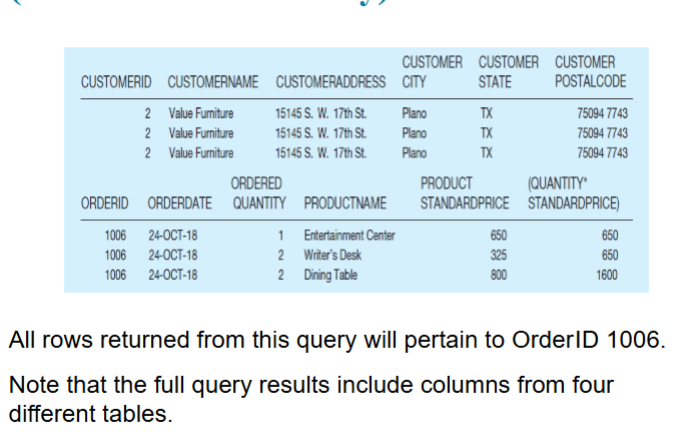 CUSTOMER CUSTOMER CUSTOMER
CUSTOMERID CUSTOMERNAME CUSTOMERADDRESS CITY STATE POSTALCODE
2 Value Furniture 15145 S. W. 17th St. Plano TX 75094 7743
2 Value Furniture 15145 S. W. 17th St. Plano TX 75094 7743
2 Value Furniture 15145 S. W. 17th St. Plano TX 75094 7743
ORDERED PRODUCT (QUANTITY*
ORDERID ORDERDATE QUANTITY PRODUCTNAME STANDARDPRICE STANDARDPRICE)
1006 24-OCT-18 1 Entertainment Center 650 650
1006 24-OCT-18 2 Writer's Desk 325 650
1006 24-OCT-18 2 Dining Table 800 1600
All rows returned from this query will pertain to OrderID 1006.
Note that the full query results include columns from four
different tables.